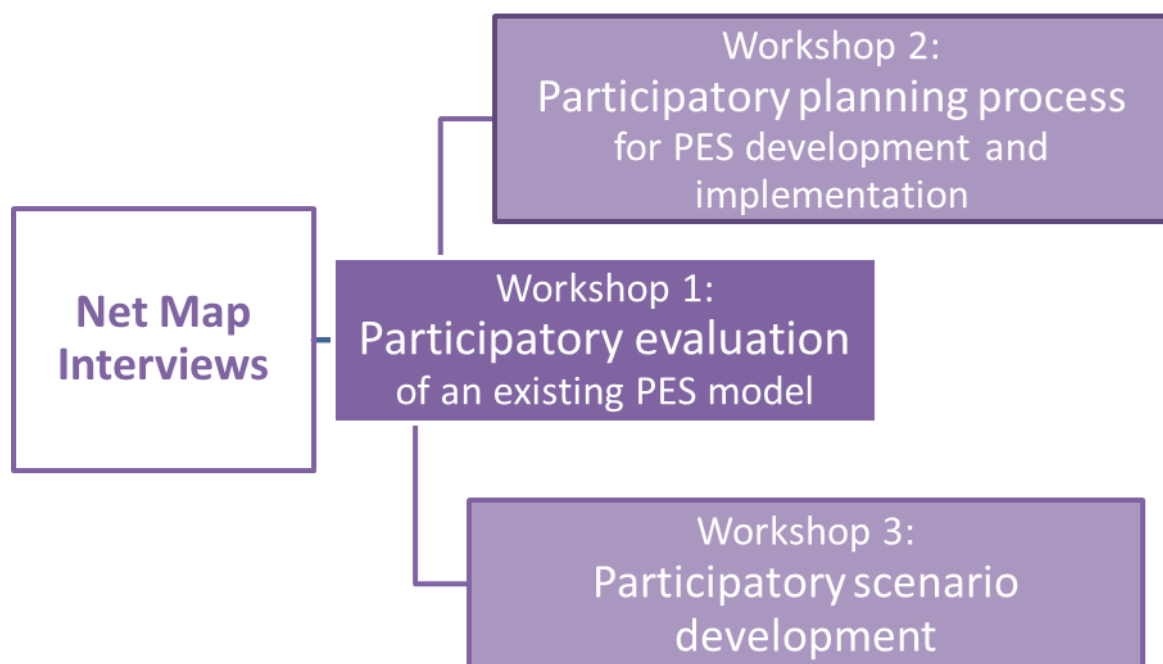 Net Map
Interviews
Workshop 1:
Participatory evaluation
of an existing PES model
Workshop 2:
Participatory planning process
for PES development and
implementation
Workshop 3:
Participatory scenario
development